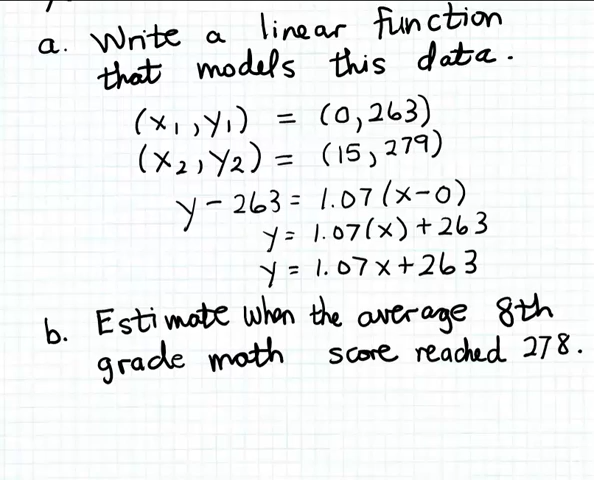 a. Write a linear function
that models this data.
(x₁, y₁) = (0, 263)
(x₂, y₂) = (15, 279)
y - 263 = 1.07(x-0)
y = 1.07(x) + 263
y = 1.07x + 263
b. Estimate when the average 8th
grade math score reached 278.